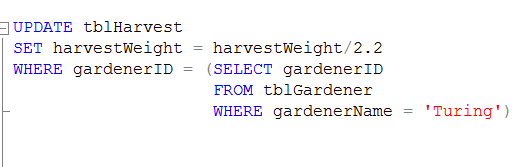 UPDATE tblHarvest
SET harvestWeight = harvestWeight/2.2
WHERE gardenerID = (SELECT gardenerID
FROM tblGardener
WHERE gardenerName = 'Turing')